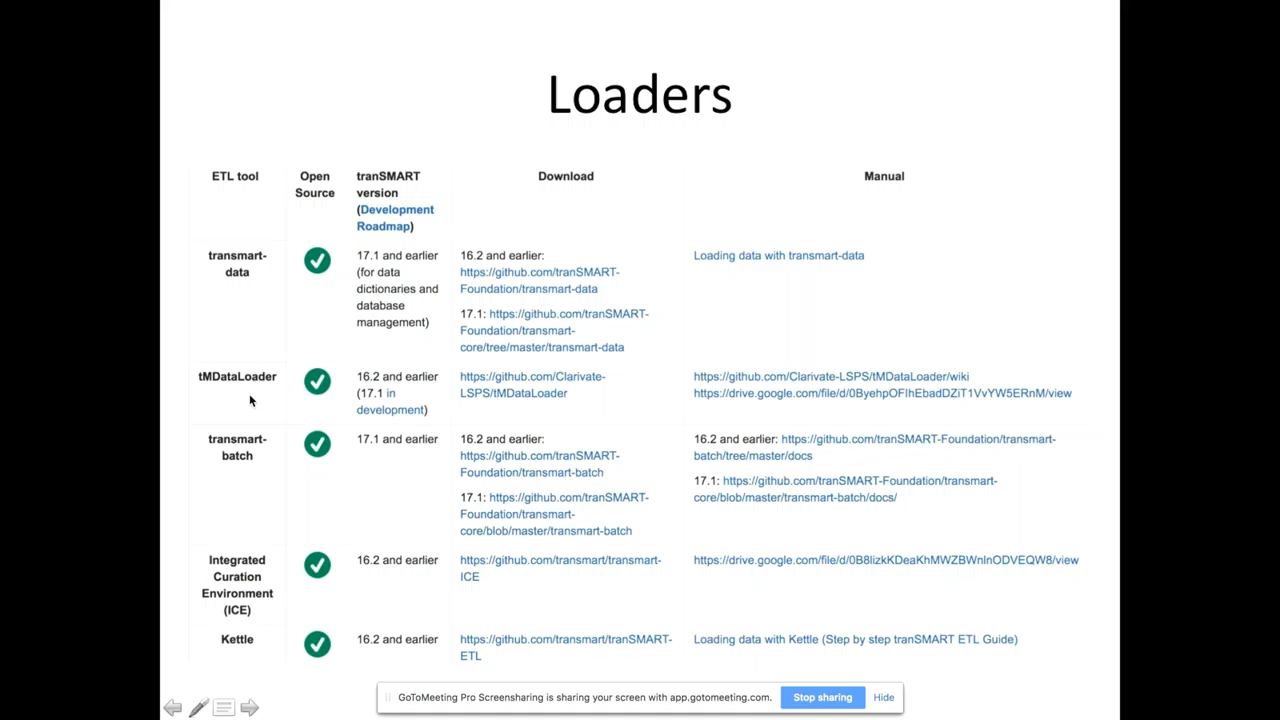 Loaders
ETL tool
Open
Source
tranSMART
version
(Development
Roadmap)
Download
Manual
transmart-
data
17.1 and earlier
(for data
dictionaries and
database
management)
16.2 and earlier:
https://github.com/tranSMART-
Foundation/transmart-data
17.1: https://github.com/tranSMART-
Foundation/transmart-
core/tree/master/transmart-data
Loading data with transmart-data
tMDataLoader
16.2 and earlier
(17.1 in
development)
https://github.com/Clarivate-
LSPS/tMDataLoader
https://github.com/Clarivate-LSPS/tMDataLoader/wiki
https://drive.google.com/file/d/0ByehpOFIhEbadDZiT1VvYW5ERnM/view
transmart-
batch
17.1 and earlier
16.2 and earlier:
https://github.com/tranSMART-
Foundation/transmart-batch
17.1: https://github.com/tranSMART-
Foundation/transmart-
core/blob/master/transmart-batch
16.2 and earlier: https://github.com/tranSMART-Foundation/transmart-
batch/tree/master/docs
17.1: https://github.com/tranSMART-Foundation/transmart-
core/blob/master/transmart-batch/docs/
Integrated
Curation
Environment
(ICE)
16.2 and earlier
https://github.com/transmart/transmart-
ICE
https://drive.google.com/file/d/0B8lizkKDeaKhMWZBWnlnODVEQW8/view
Kettle
16.2 and earlier
https://github.com/transmart/tranSMART-
ETL
Loading data with Kettle (Step by step tranSMART ETL Guide)
GoToMeeting Pro Screensharing is sharing your screen with app.gotomeeting.com.
Stop sharing
Hide